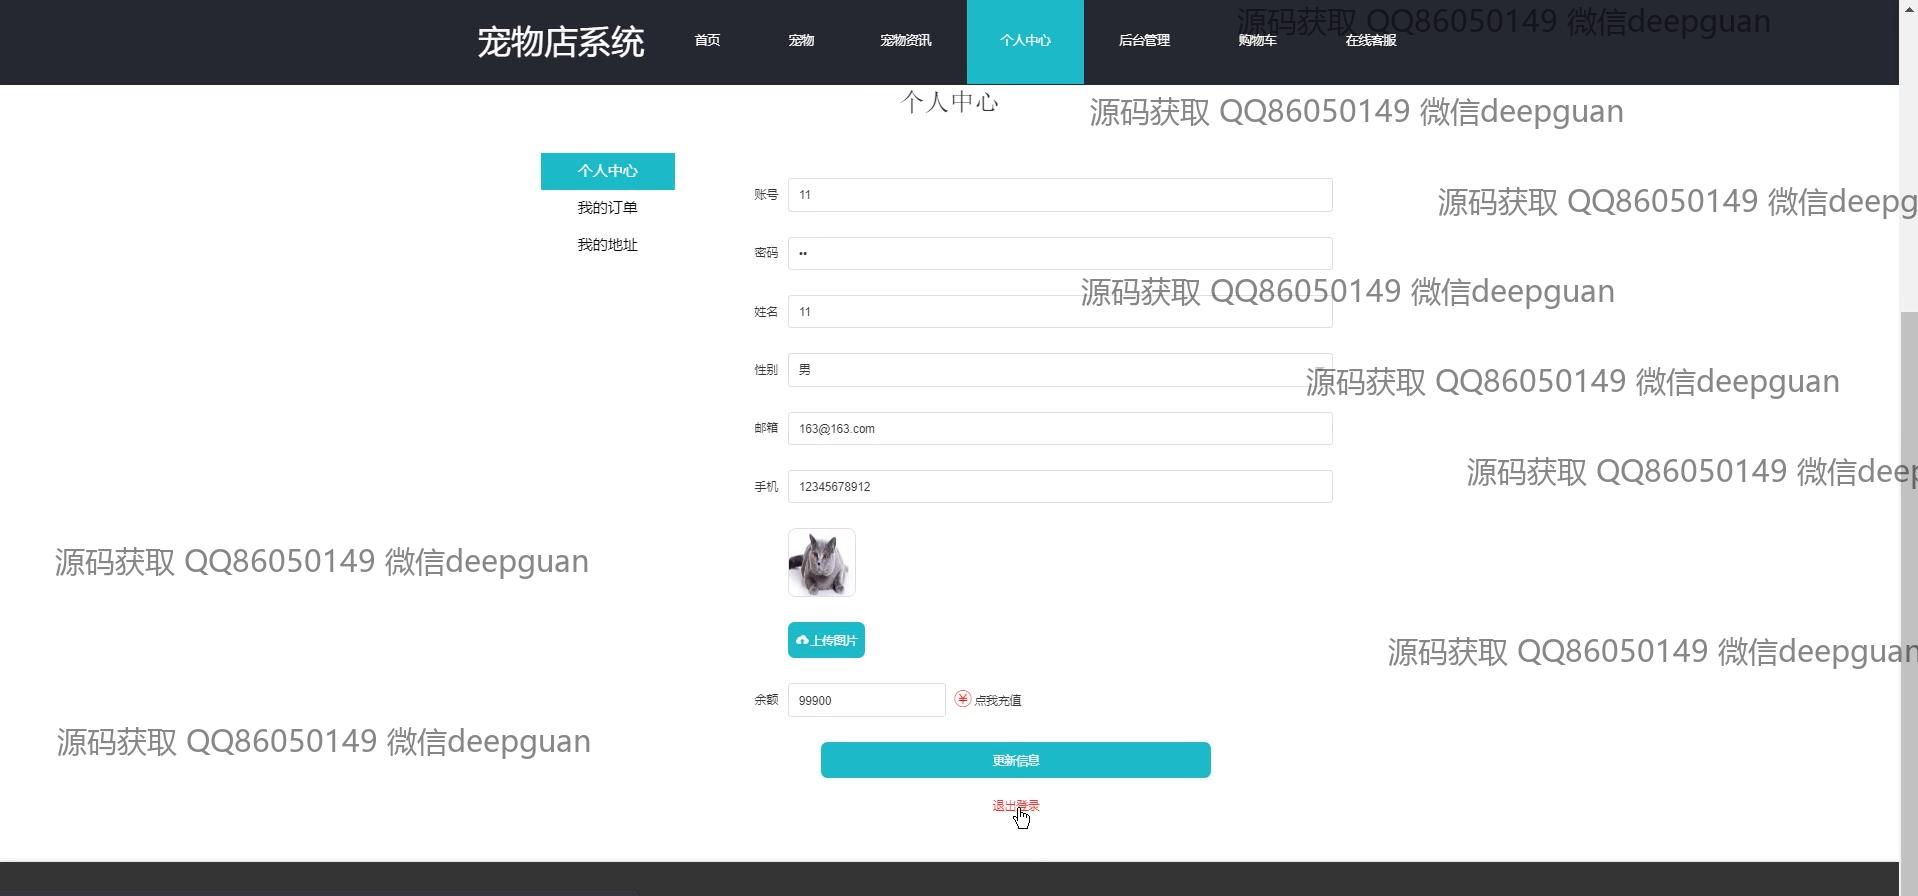 宠物店系统 首页 宠物 宠物资讯 个人中心 后台管理 购物车 在线客服
源码获取 QQ86050149 微信deepguan
个人中心
源码获取 QQ86050149 微信deepguan
个人中心
我的订单
我的地址
账号 11
源码获取 QQ86050149 微信deepg
密码 ••
源码获取 QQ86050149 微信deepguan
姓名 11
性别 男
源码获取 QQ86050149 微信deepguan
邮箱 163@163.com
源码获取 QQ86050149 微信deep
手机 12345678912
源码获取 QQ86050149 微信deepguan
上传图片
源码获取 QQ86050149 微信deepguan
余额 99900 ¥ 点我充值
源码获取 QQ86050149 微信deepguan
更新信息
退出登录